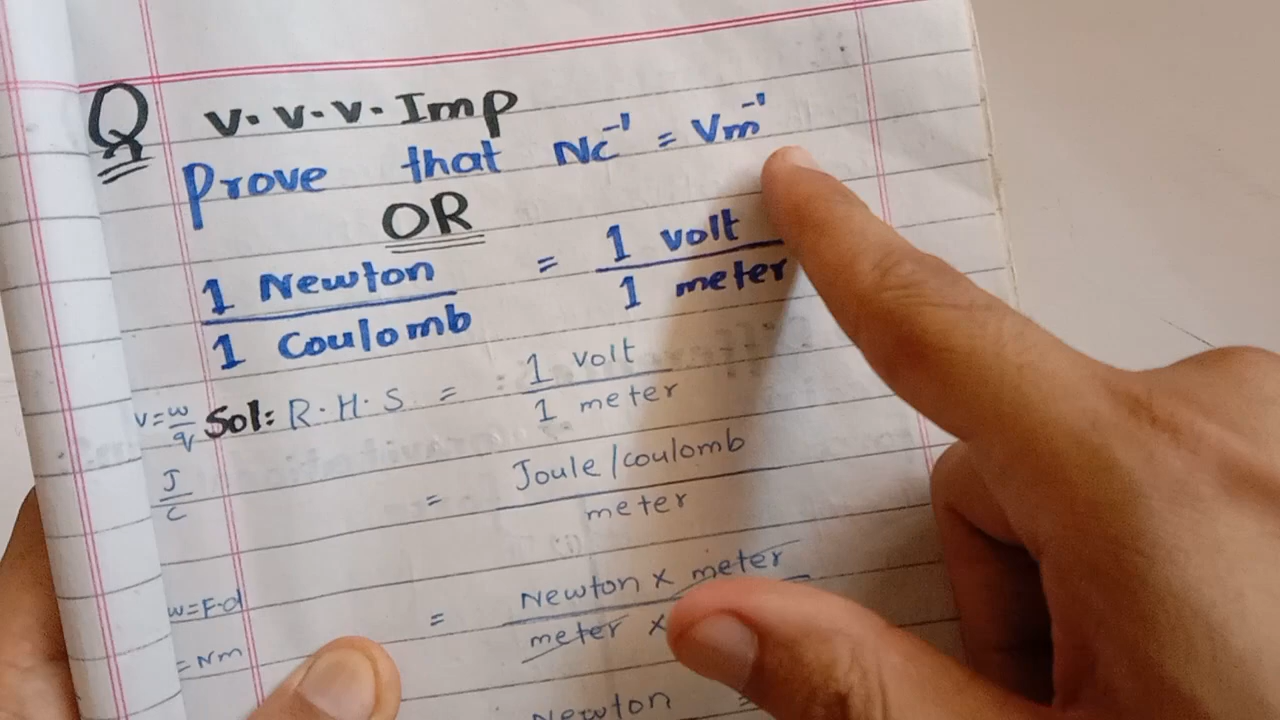 Q v.v.v.Imp
Prove that NC⁻¹ = Vm⁻¹
OR
1 Newton / 1 Coulomb = 1 volt / 1 meter
v=w/q Sol: R.H.S = 1 volt / 1 meter
J/C = Joule/coulomb / meter
w=F.d = Newton x meter / meter x
=Nm
Newton =